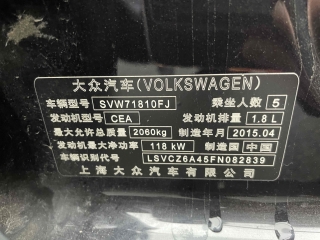 大众汽车(VOLKSWAGEN)
车辆型号 SVW71810FJ 乘坐人数 5
发动机型号 CEA 发动机排量 1.8 L
最大允许总质量 2060kg 制造年月 2015.04
发动机最大净功率 118 kW 制造国 中国
车辆识别代号 LSVCZ6A45FN082839
上海大众汽车有限公司